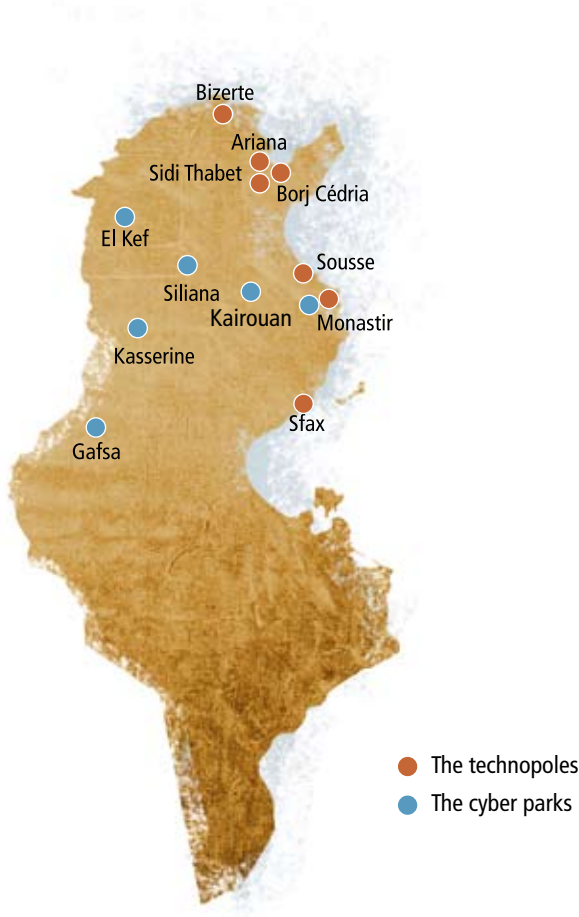 Bizerte
Ariana
Sidi Thabet
Borj Cédria
El Kef
Sousse
Siliana
Kairouan
Monastir
Kasserine
Sfax
Gafsa
The technopoles
The cyber parks